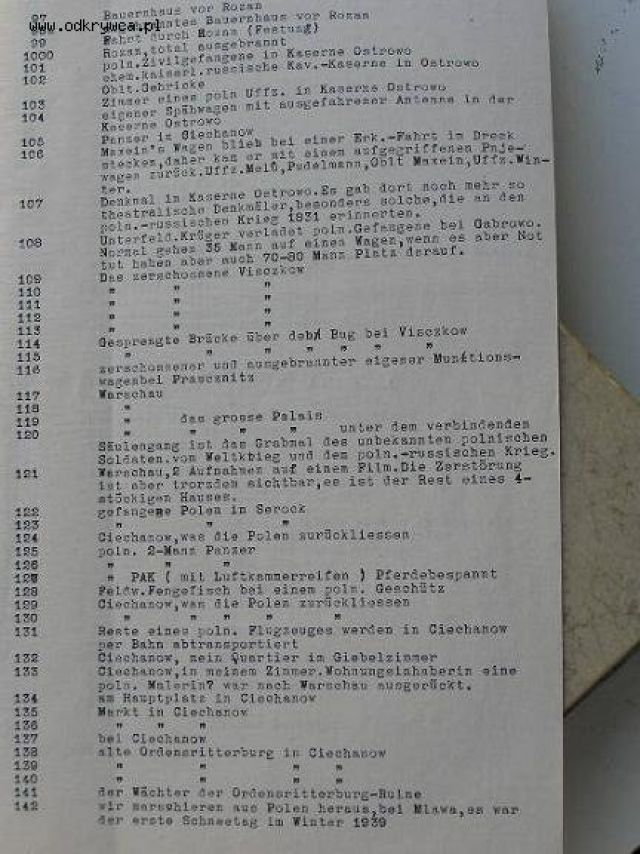 97 Bauernhaus vor Rozan
www.odkrywca.pl
Bauernhaus vor Rozan
99 Fahrt durch Rozan (Festung)
1000 Rozan, total ausgebrannt
101 poln.Zivilgefangene in Kaserne Ostrowo
102 ehem.kaiserl.russische Kav.-Kaserne in Ostrowo
Oblt.Gehricke
103 Zimmer eines poln Uffz. in Kaserne Ostrowo
104 eigener Spähwagen mit ausgefahrener Antenne in der
Kaserne Ostrowo
105 Panzer in Ciechanow
106 Maxein's Wagen blieb bei einer Erk.-Fahrt im Dreck
stecken,daher kam er mit einem aufgegriffenen Panje-
wagen zurück.Uffz.Meiß,Pudelmann,Oblt Maxein,Uffz.Win-
ter.
107 Denkmal in Kaserne Ostrowo.Es gab dort noch mehr so
theatralische Denkmäler,besonders solche,die an den
poln.-russischen Krieg 1831 erinnerten.
108 Unterfeld.Krüger verladet poln.Gefangene bei Gabrowo.
Normal gehen 35 Mann auf einen Wagen,wenn es aber Not
tut haben aber auch 70-80 Mann Platz darauf.
109 Das zerschossene Visczkow
110 " " "
111 " " "
112 " " "
113 " " "
114 Gesprengte Brücke über den Bug bei Visczkow
115 " " " " " " "
116 zerschossener und ausgebrannter eigener Munitions-
wagenbei Prascznitz
117 Warschau
118 "
119 " das grosse Palais
120 " " " " unter dem verbindenden
Säulengang ist das Grabmal des unbekannten polnischen
Soldaten.vom Weltkbieg und dem poln.-russischen Krieg.
121 Warschau,2 Aufnahmen auf einem Film.Die Zerstörung
ist aber trorzdem sichtbar,es ist der Rest eines 4-
stöckigen Hauses.
122 gefangene Polen in Serock
123 " " "
124 Ciechanow,was die Polen zurückliessen
125 poln. 2-Mann Panzer
126 " " "
127 " PAK ( mit Luftkammerreifen ) Pferdebespannt
128 Feldw.Fengefisch bei einem poln. Geschütz
129 Ciechanow,was die Polen zurückliessen
130 " " " " "
131 Reste eines poln. Flugzeuges werden in Ciechanow
per Bahn abtransportiert
132 Ciechanow, mein Quartier im Giebelzimmer
133 Ciechanow,in meinem Zimmer.Wohnungsinhaberin eine
poln. Malerin? war nach Warschau ausgerückt.
134 am Hauptplatz in Ciechanow
135 Markt in Ciechanow
136 " " "
137 bei Ciechanow
138 alte Ordensritterburg in Ciechanow
139 " " " "
140 " " " "
141 der Wächter der Ordensritterburg-Ruine
142 wir marschieren aus Polen heraus,bei Mlawa,es war
der erste Schneetag im Winter 1939